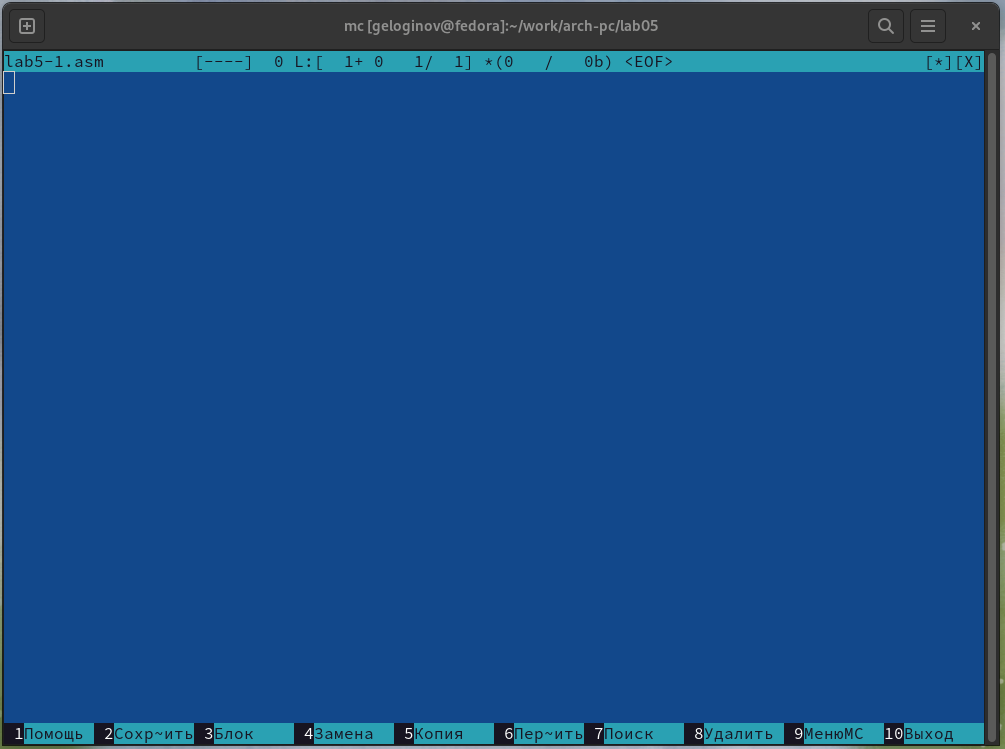 mc [geloginov@fedora]:~/work/arch-pc/lab05
lab5-1.asm [----] 0 L:[ 1+ 0 1/ 1] *(0 / 0b) <EOF> [*][X]
1Помощь 2Сохр~ить 3Блок 4Замена 5Копия 6Пер~ить 7Поиск 8Удалить 9МенюMC 10Выход